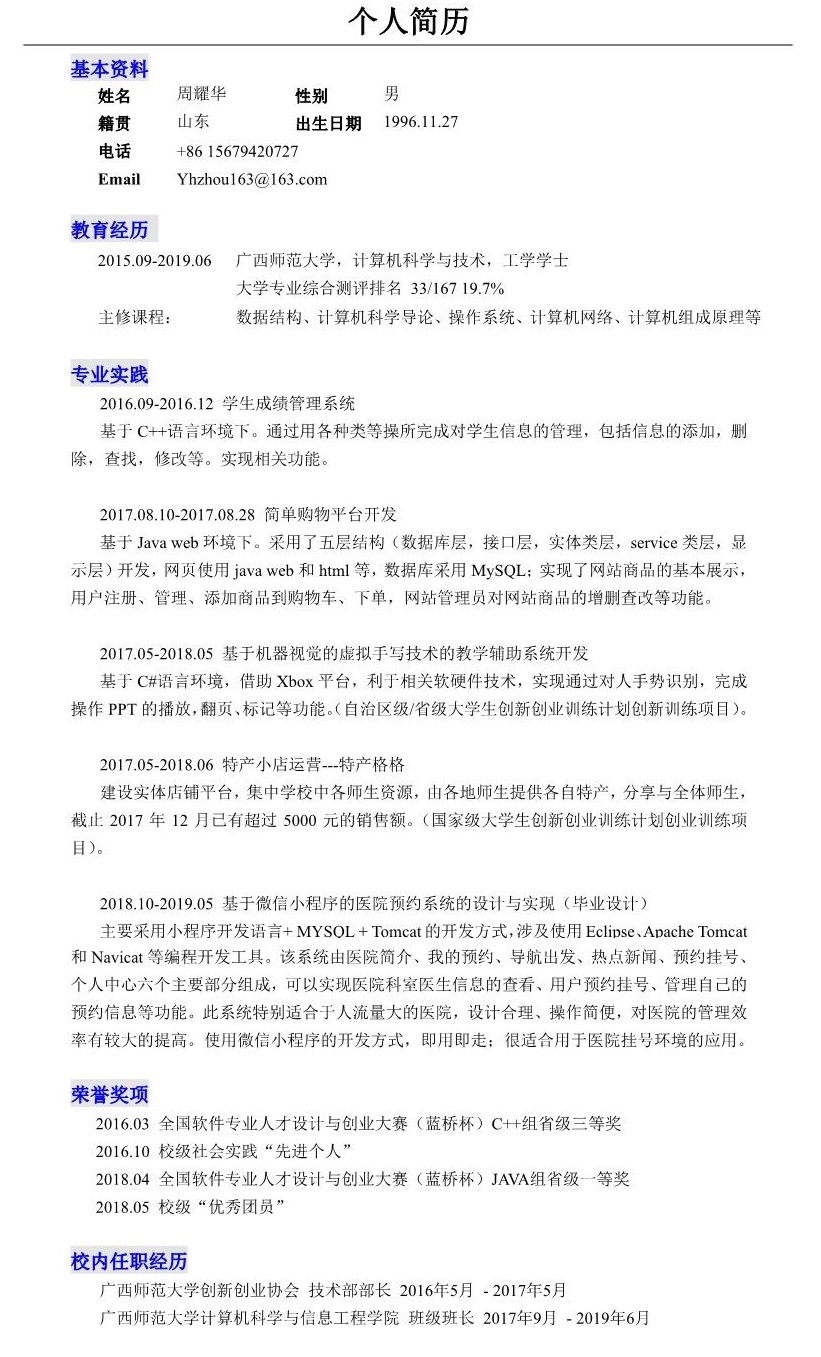 个人简历
基本资料
姓名 周耀华 性别 男
籍贯 山东 出生日期 1996.11.27
电话 +86 15679420727
Email Yhzhou163@163.com
教育经历
2015.09-2019.06 广西师范大学，计算机科学与技术，工学学士
大学专业综合测评排名 33/167 19.7%
主修课程： 数据结构、计算机科学导论、操作系统、计算机网络、计算机组成原理等
专业实践
2016.09-2016.12 学生成绩管理系统
基于 C++语言环境下。通过用各种类等操所完成对学生信息的管理，包括信息的添加，删
除，查找，修改等。实现相关功能。
2017.08.10-2017.08.28 简单购物平台开发
基于 Java web 环境下。采用了五层结构（数据库层，接口层，实体类层，service 类层，显
示层）开发，网页使用 java web 和 html 等，数据库采用 MySQL；实现了网站商品的基本展示，
用户注册、管理、添加商品到购物车、下单，网站管理员对网站商品的增删查改等功能。
2017.05-2018.05 基于机器视觉的虚拟手写技术的教学辅助系统开发
基于 C#语言环境，借助 Xbox 平台，利于相关软硬件技术，实现通过对人手势识别，完成
操作 PPT 的播放，翻页、标记等功能。（自治区级/省级大学生创新创业训练计划创新训练项目）。
2017.05-2018.06 特产小店运营---特产格格
建设实体店铺平台，集中学校中各师生资源，由各地师生提供各自特产，分享与全体师生，
截止 2017 年 12 月已有超过 5000 元的销售额。（国家级大学生创新创业训练计划创业训练项
目）。
2018.10-2019.05 基于微信小程序的医院预约系统的设计与实现（毕业设计）
主要采用小程序开发语言+ MYSOL + Tomcat 的开发方式，涉及使用 Eclipse、Apache Tomcat
和 Navicat 等编程开发工具。该系统由医院简介、我的预约、导航出发、热点新闻、预约挂号、
个人中心六个主要部分组成，可以实现医院科室医生信息的查看、用户预约挂号、管理自己的
预约信息等功能。此系统特别适合于人流量大的医院，设计合理、操作简便，对医院的管理效
率有较大的提高。使用微信小程序的开发方式，即用即走；很适合用于医院挂号环境的应用。
荣誉奖项
2016.03 全国软件专业人才设计与创业大赛（蓝桥杯）C++组省级三等奖
2016.10 校级社会实践“先进个人”
2018.04 全国软件专业人才设计与创业大赛（蓝桥杯）JAVA组省级一等奖
2018.05 校级“优秀团员”
校内任职经历
广西师范大学创新创业协会 技术部部长 2016年5月 - 2017年5月
广西师范大学计算机科学与信息工程学院 班级班长 2017年9月 - 2019年6月